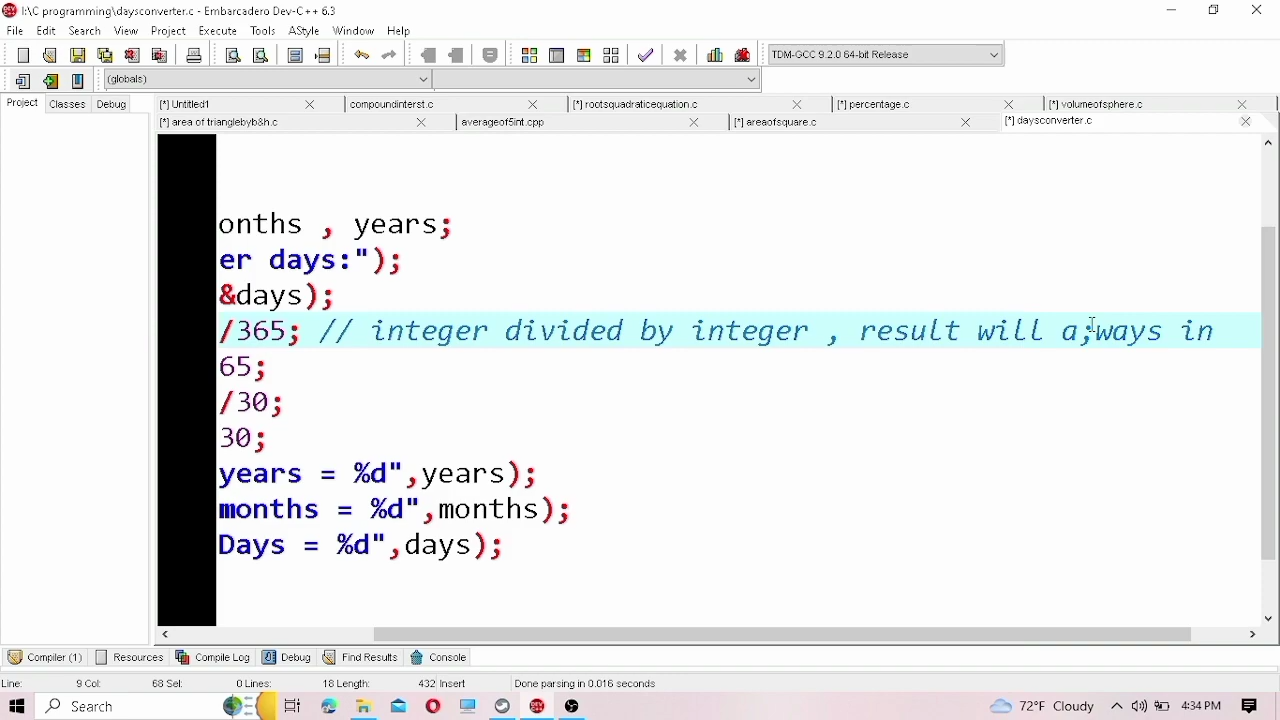 I:\C programming\daysconverter.c - Embarcadero Dev-C++ 6.3
File Edit Search View Project Execute Tools AStyle Window Help
TDM-GCC 9.2.0 64-bit Release
(globals)
Project Classes Debug
[*] Untitled1 compoundinterst.c [*] rootsquadraticequation.c [*] percentage.c [*] volumeofsphere.c
[*] area of trianglebyb&h.c averageof5int.cpp [*] areaofsquare.c [*] daysconverter.c
onths , years;
er days:");
&days);
/365; // integer divided by integer , result will a;ways in
65;
/30;
30;
years = %d",years);
months = %d",months);
Days = %d",days);
Compiler (1) Resources Compile Log Debug Find Results Console
Line: 9 Col: 68 Sel: 0 Lines: 18 Length: 432 Insert Done parsing in 0.016 seconds
Search 72°F Cloudy 4:34 PM